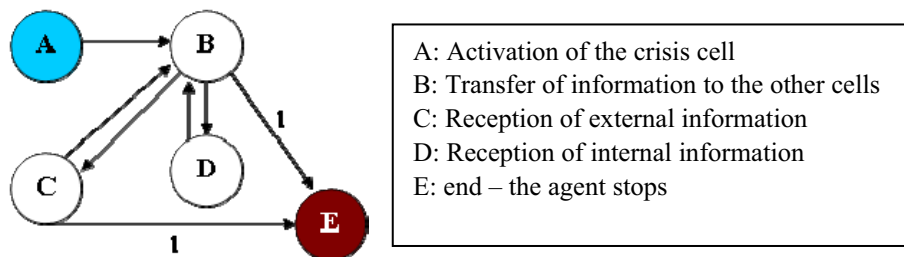 A
B
C
D
E
1
1
A: Activation of the crisis cell
B: Transfer of information to the other cells
C: Reception of external information
D: Reception of internal information
E: end – the agent stops